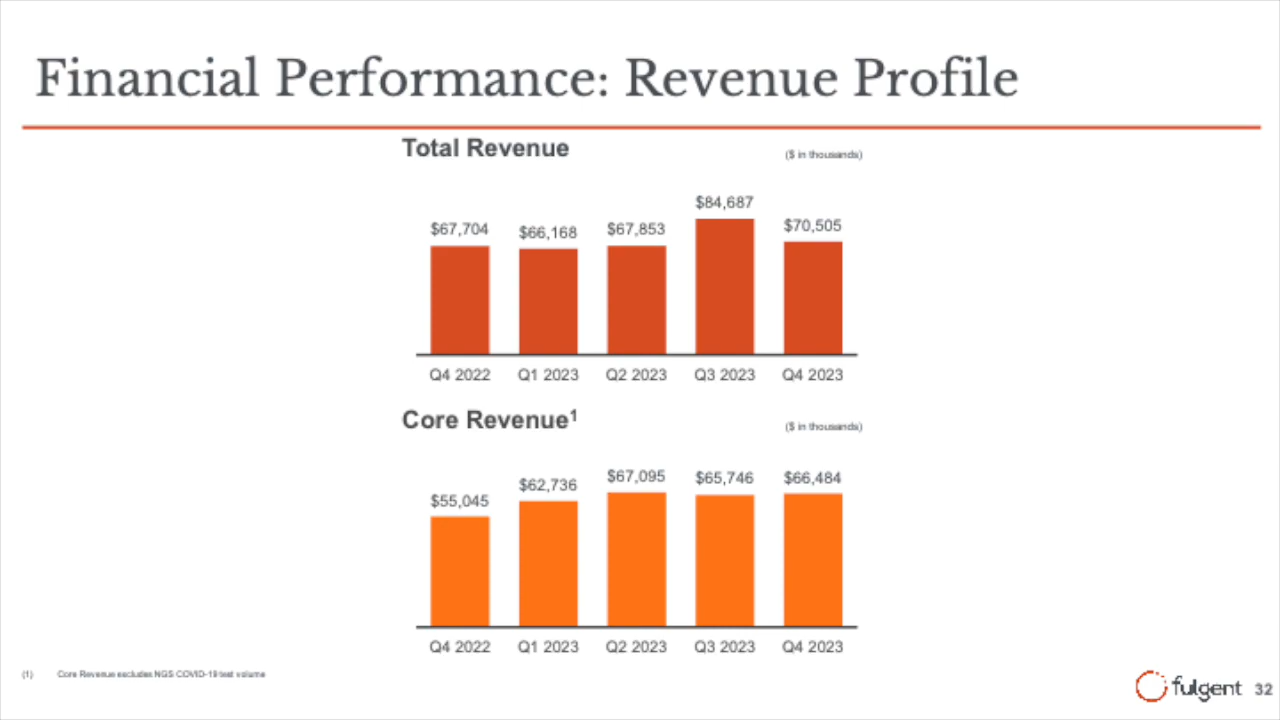 Financial Performance: Revenue Profile
Total Revenue
($ in thousands)
$67,704 $66,168 $67,853 $84,687 $70,505
Q4 2022 Q1 2023 Q2 2023 Q3 2023 Q4 2023
Core Revenue¹
($ in thousands)
$55,045 $62,736 $67,095 $65,746 $66,484
Q4 2022 Q1 2023 Q2 2023 Q3 2023 Q4 2023
(1) Core Revenue excludes NGS COVID-19 test volume
fulgent 32